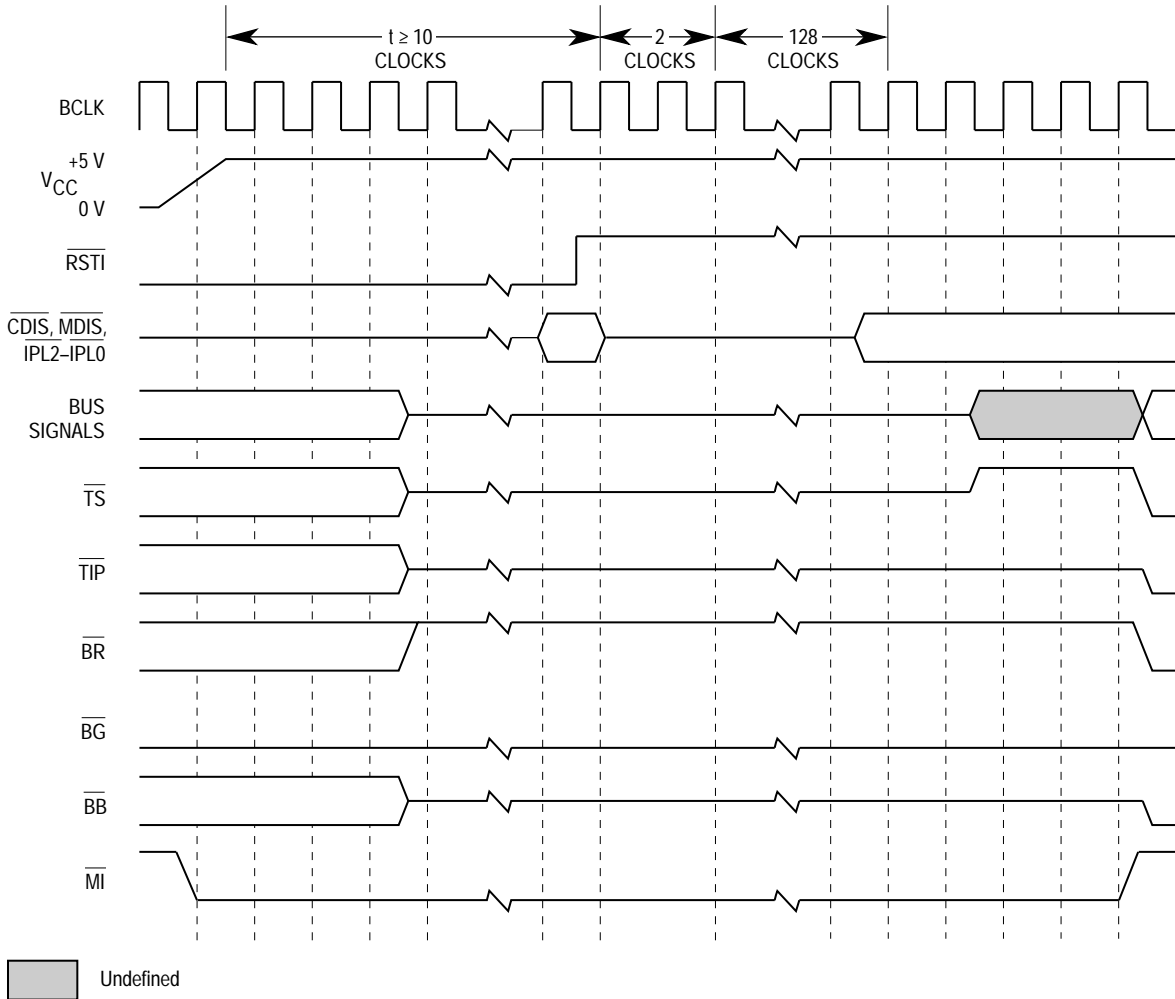 t ≥ 10
CLOCKS
2
CLOCKS
128
CLOCKS
BCLK
+5 V
VCC
0 V
RSTI
CDIS, MDIS,
IPL2–IPL0
BUS
SIGNALS
TS
TIP
BR
BG
BB
MI
Undefined